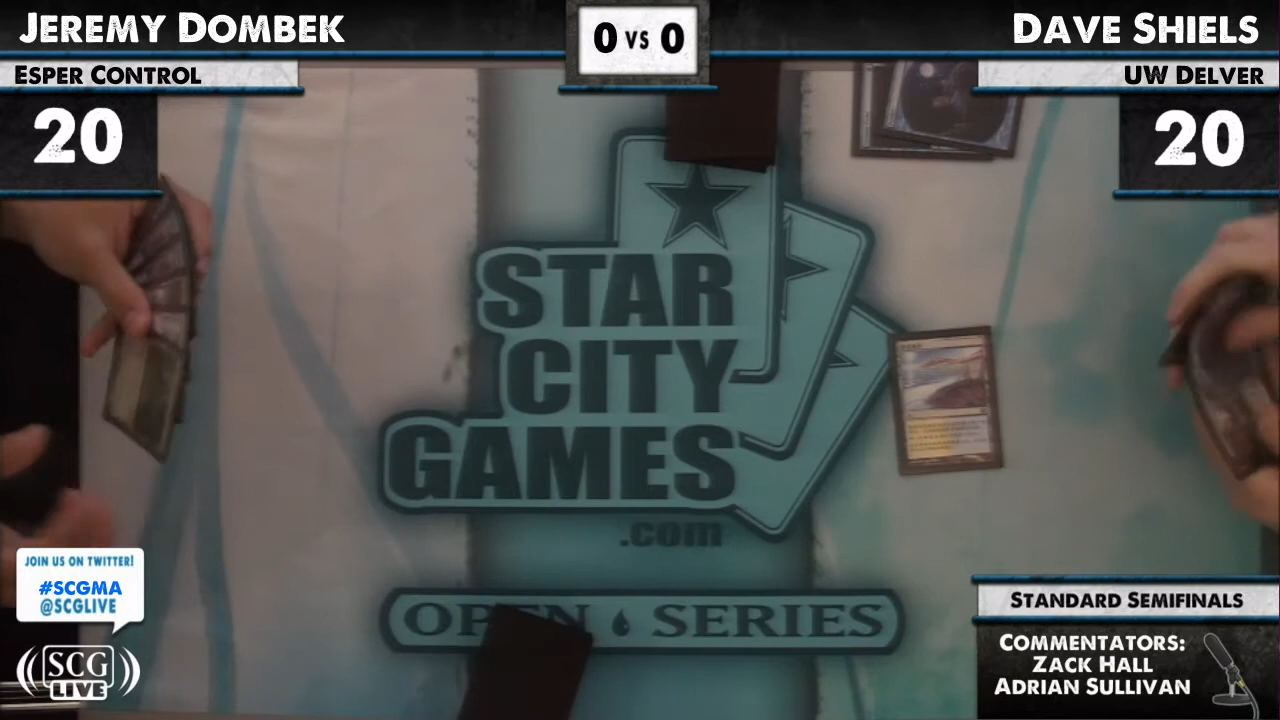 JEREMY DOMBEK
0 VS 0
DAVE SHIELS
ESPER CONTROL
UW DELVER
20
20
STAR
CITY
GAMES
.com
OPEN SERIES
JOIN US ON TWITTER!
#SCGMA
@SCGLIVE
SCG
LIVE
STANDARD SEMIFINALS
COMMENTATORS:
ZACK HALL
ADRIAN SULLIVAN